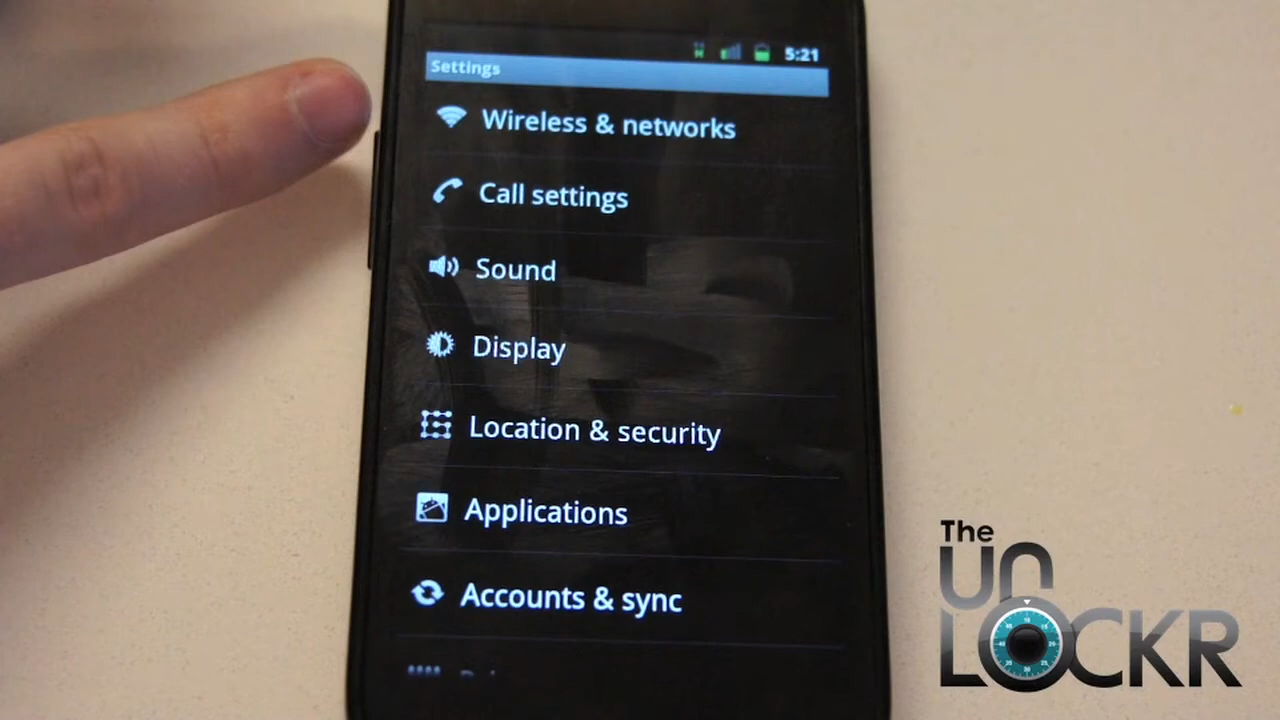 5:21
Settings
Wireless & networks
Call settings
Sound
Display
Location & security
Applications
Accounts & sync
The
UN
LOCKR